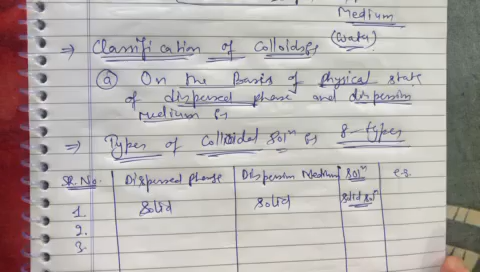 Medium
(water)
⇒ Classification of Colloids:
(a) On the Basis of physical state
of dispersed phase and dispersion
Medium is
⇒ Types of Colloidal solⁿ is 8-types
SR No. Dispersed phase Dispersion Medium solⁿ e.g.
1. Solid Solid solid solⁿ
2.
3.